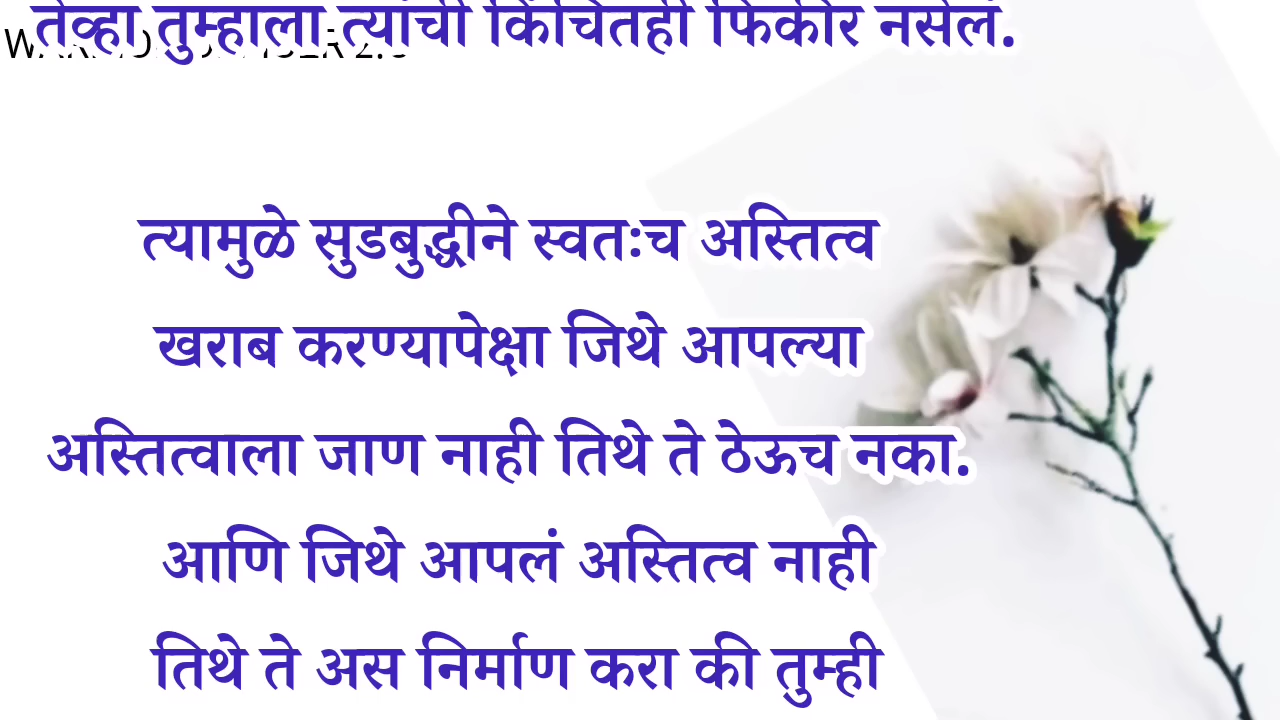 तेव्हा तुम्हाला त्यांची किंचितही फिकीर नसेलं.
त्यामुळे सुडबुद्धीने स्वतःच अस्तित्व
खराब करण्यापेक्षा जिथे आपल्या
अस्तित्वाला जाण नाही तिथे ते ठेऊच नका.
आणि जिथे आपलं अस्तित्व नाही
तिथे ते अस निर्माण करा की तुम्ही